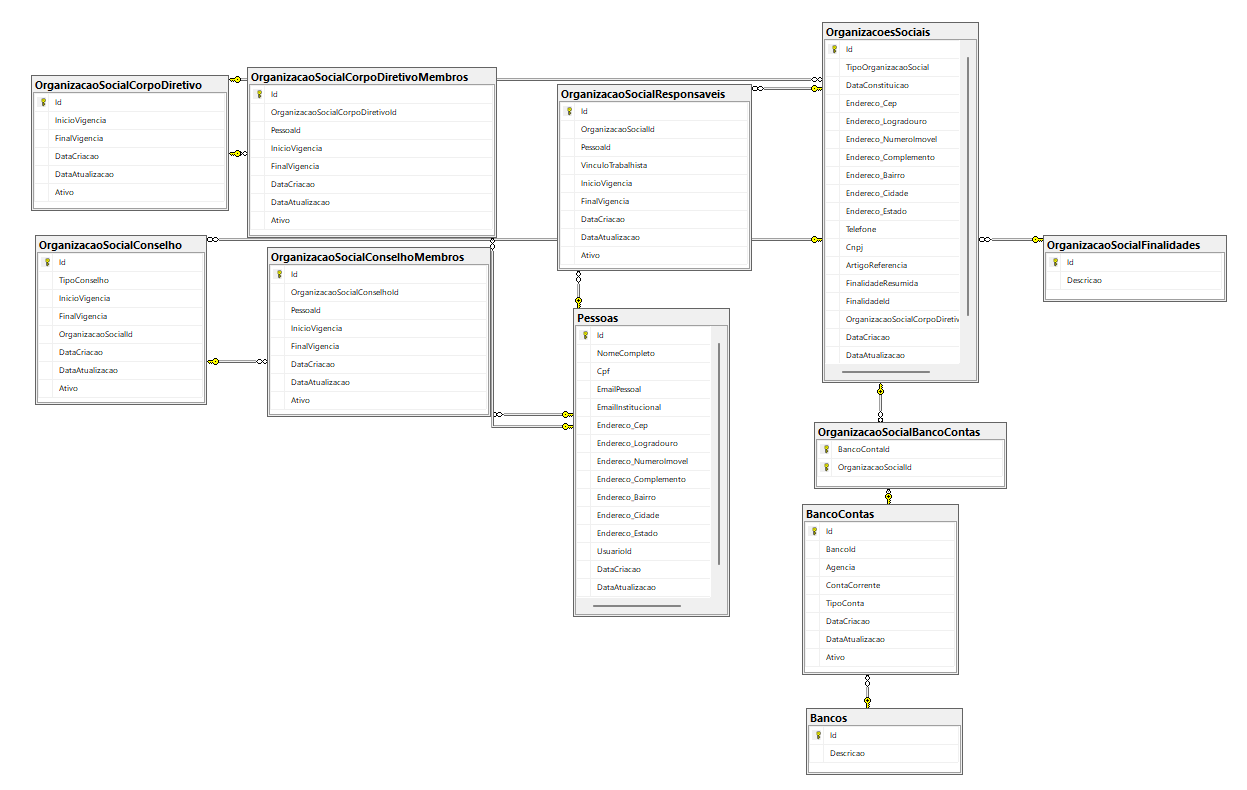 OrganizacaoSocialCorpoDiretivo
Id
InicioVigencia
FinalVigencia
DataCriacao
DataAtualizacao
Ativo
OrganizacaoSocialCorpoDiretivoMembros
Id
OrganizacaoSocialCorpoDiretivoId
PessoaId
InicioVigencia
FinalVigencia
DataCriacao
DataAtualizacao
Ativo
OrganizacaoSocialResponsaveis
Id
OrganizacaoSocialId
PessoaId
VinculoTrabalhista
InicioVigencia
FinalVigencia
DataCriacao
DataAtualizacao
Ativo
OrganizacoesSociais
Id
TipoOrganizacaoSocial
DataConstituicao
Endereco_Cep
Endereco_Logradouro
Endereco_NumeroImovel
Endereco_Complemento
Endereco_Bairro
Endereco_Cidade
Endereco_Estado
Telefone
Cnpj
ArtigoReferencia
FinalidadeResumida
FinalidadeId
OrganizacaoSocialCorpoDiretiv
DataCriacao
DataAtualizacao
OrganizacaoSocialFinalidades
Id
Descricao
OrganizacaoSocialConselho
Id
TipoConselho
InicioVigencia
FinalVigencia
OrganizacaoSocialId
DataCriacao
DataAtualizacao
Ativo
OrganizacaoSocialConselhoMembros
Id
OrganizacaoSocialConselhoId
PessoaId
InicioVigencia
FinalVigencia
DataCriacao
DataAtualizacao
Ativo
Pessoas
Id
NomeCompleto
Cpf
EmailPessoal
EmailInstitucional
Endereco_Cep
Endereco_Logradouro
Endereco_NumeroImovel
Endereco_Complemento
Endereco_Bairro
Endereco_Cidade
Endereco_Estado
UsuarioId
DataCriacao
DataAtualizacao
OrganizacaoSocialBancoContas
BancoContaId
OrganizacaoSocialId
BancoContas
Id
BancoId
Agencia
ContaCorrente
TipoConta
DataCriacao
DataAtualizacao
Ativo
Bancos
Id
Descricao